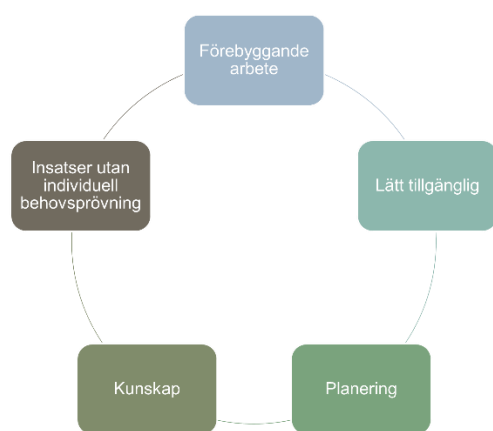 Förebyggande
arbete
Lätt tillgänglig
Planering
Kunskap
Insatser utan
individuell
behovsprövning